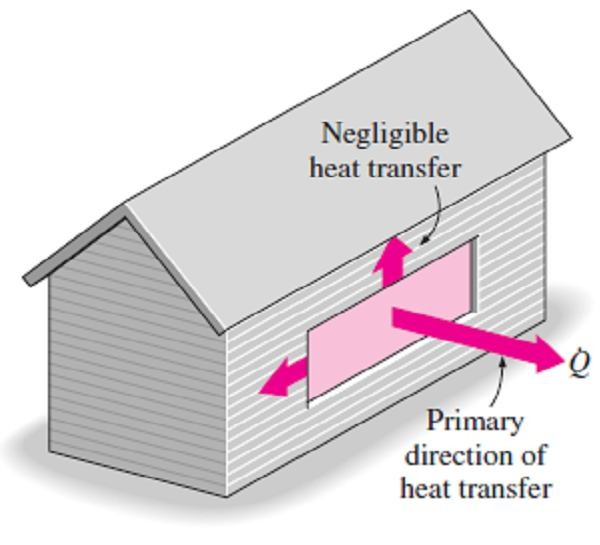 Negligible
heat transfer
Q̇
Primary
direction of
heat transfer